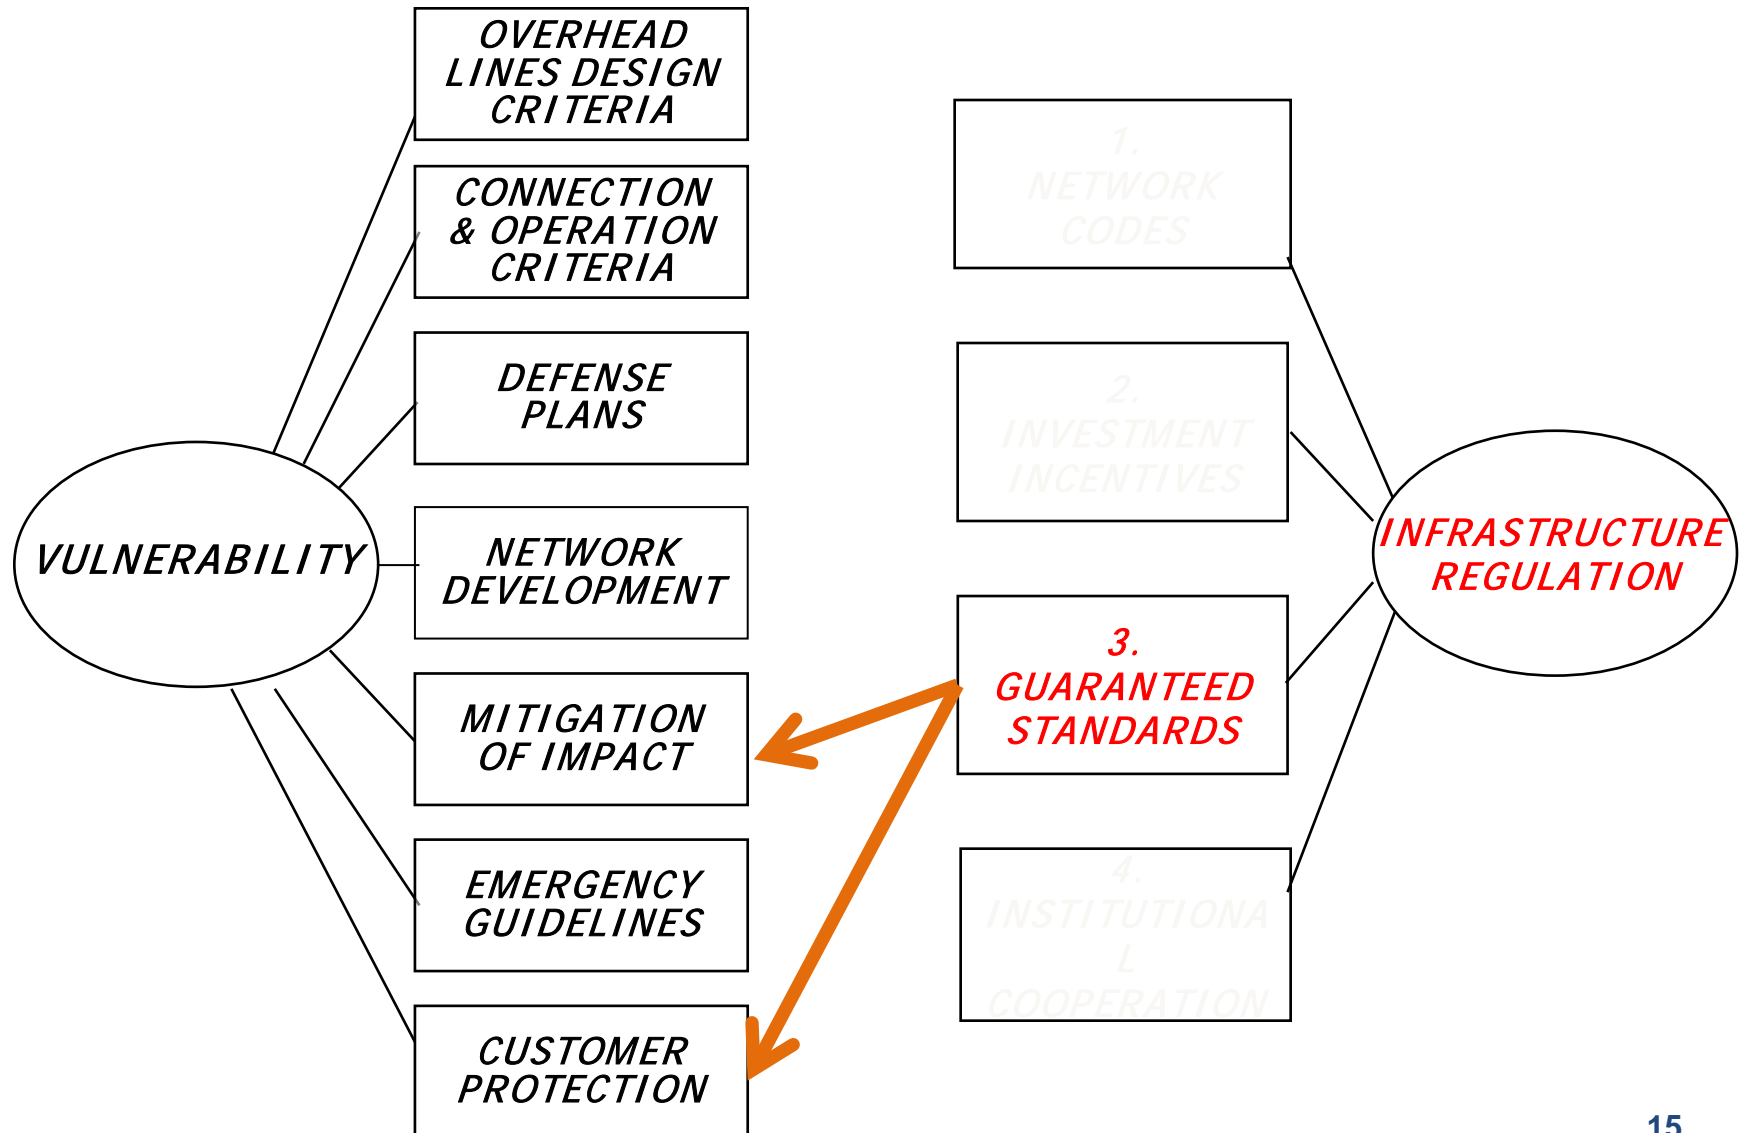 OVERHEAD
LINES DESIGN
CRITERIA
CONNECTION
& OPERATION
CRITERIA
DEFENSE
PLANS
VULNERABILITY
NETWORK
DEVELOPMENT
MITIGATION
OF IMPACT
EMERGENCY
GUIDELINES
CUSTOMER
PROTECTION
1.
NETWORK
CODES
2.
INVESTMENT
INCENTIVES
3.
GUARANTEED
STANDARDS
4.
INSTITUTIONA
L
COOPERATION
INFRASTRUCTURE
REGULATION
15